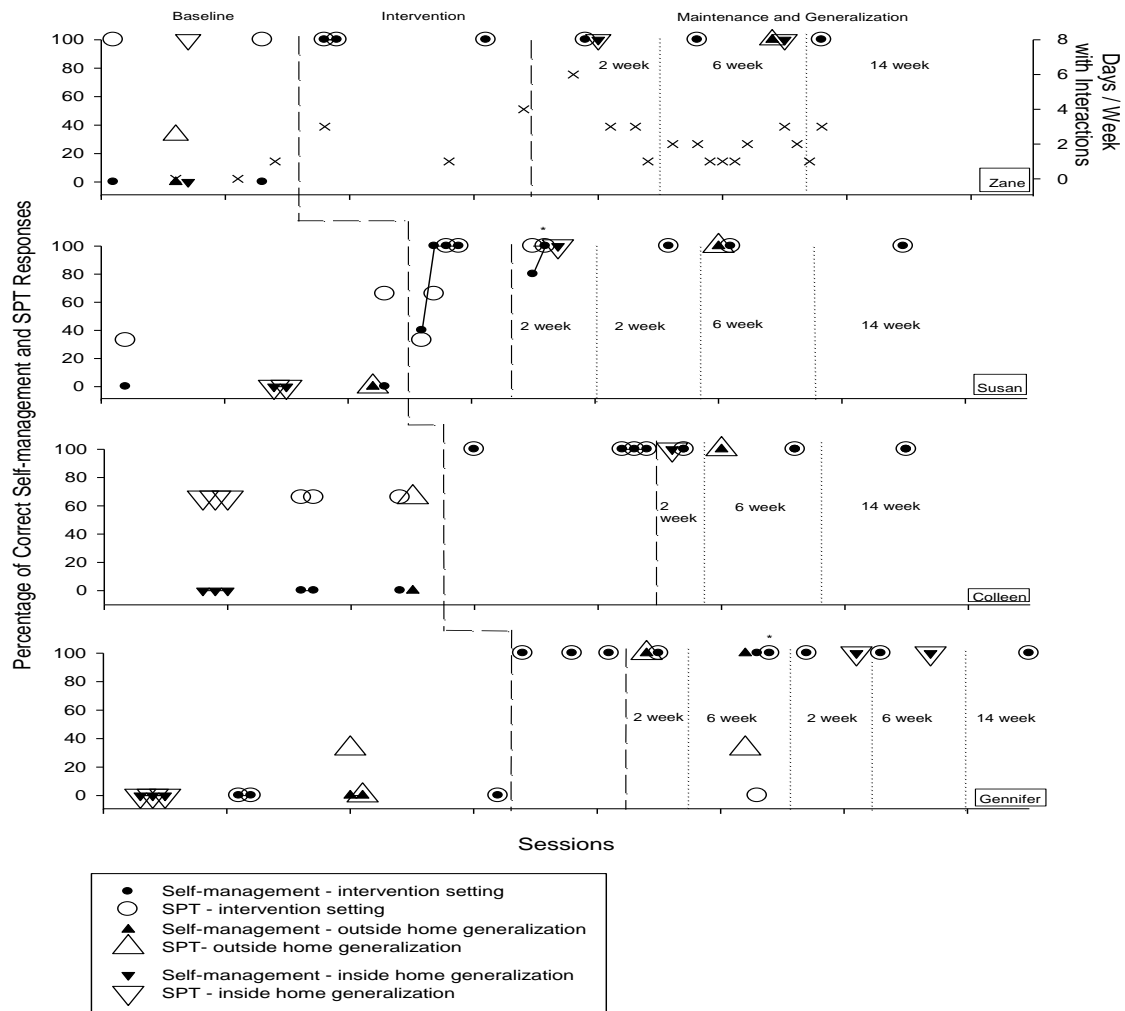 Baseline Intervention Maintenance and Generalization
Percentage of Correct Self-management and SPT Responses
Days / Week
with Interactions
100 8
80 2 week 6 week 14 week 6
60
40 4
20 2
0 0
Zane
*
100
80
60
40 2 week 2 week 6 week 14 week
20
0
Susan
100
80
60 2
week 6 week 14 week
40
20
0
Colleen
*
100
80
60 2 week 6 week 2 week 6 week 14 week
40
20
0
Gennifer
Sessions
Self-management - intervention setting
SPT - intervention setting
Self-management - outside home generalization
SPT- outside home generalization
Self-management - inside home generalization
SPT - inside home generalization